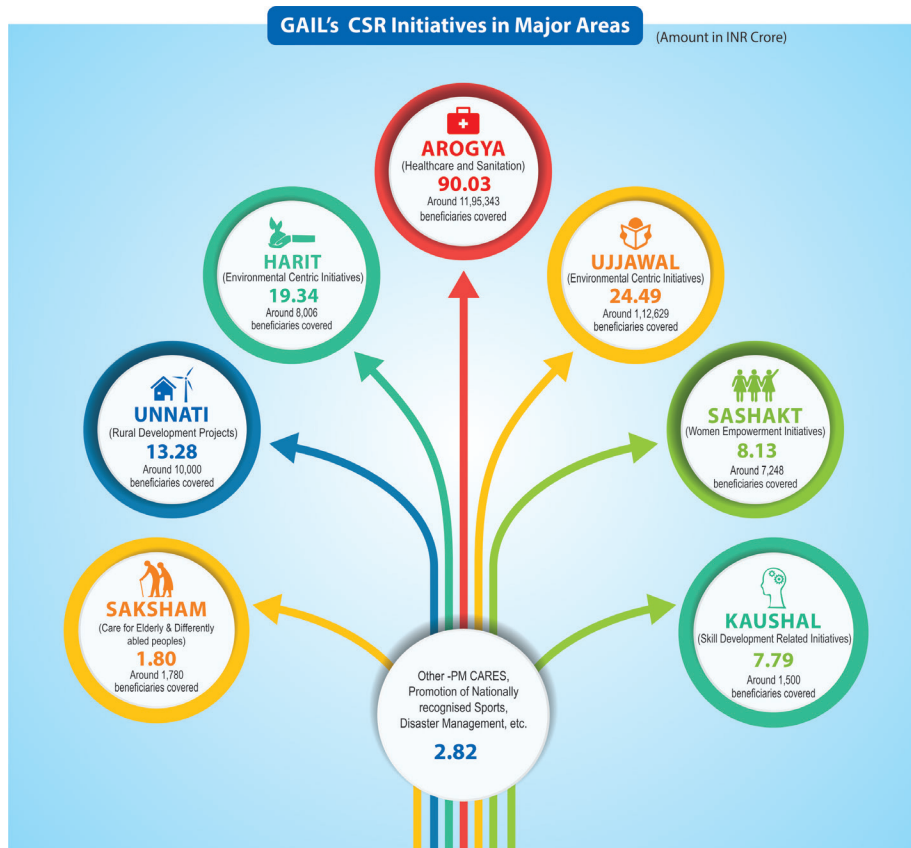 GAIL's CSR Initiatives in Major Areas
(Amount in INR Crore)
AROGYA
(Healthcare and Sanitation)
90.03
Around 11,95,343
beneficiaries covered
HARIT
(Environmental Centric Initiatives)
19.34
Around 8,006
beneficiaries covered
UJJAWAL
(Environmental Centric Initiatives)
24.49
Around 1,12,629
beneficiaries covered
UNNATI
(Rural Development Projects)
13.28
Around 10,000
beneficiaries covered
SASHAKT
(Women Empowerment Initiatives)
8.13
Around 7,248
beneficiaries covered
SAKSHAM
(Care for Elderly & Differently
abled peoples)
1.80
Around 1,780
beneficiaries covered
KAUSHAL
(Skill Development Related Initiatives)
7.79
Around 1,500
beneficiaries covered
Other -PM CARES,
Promotion of Nationally
recognised Sports,
Disaster Management, etc.
2.82